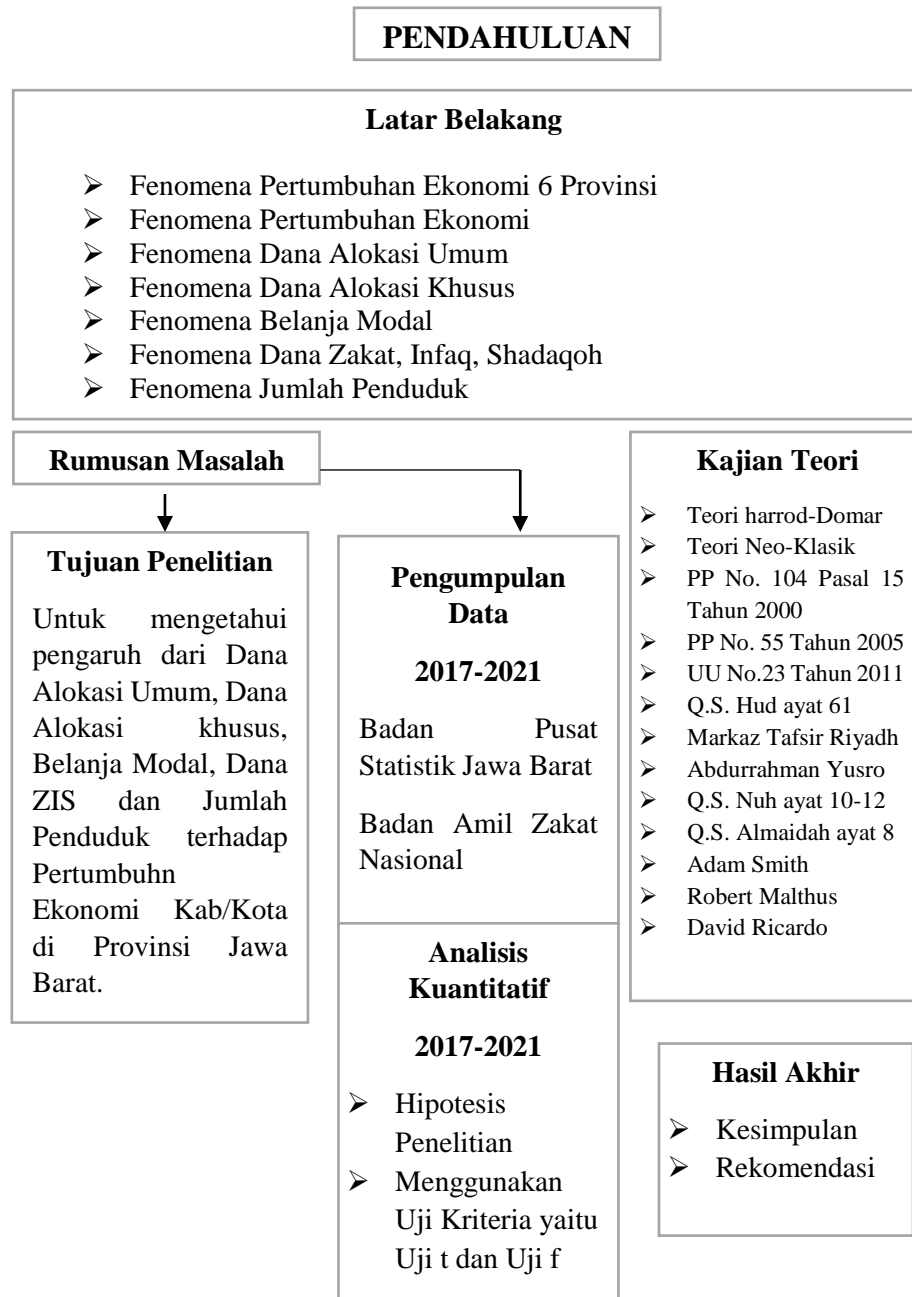 PENDAHULUAN
Latar Belakang
➢ Fenomena Pertumbuhan Ekonomi 6 Provinsi
➢ Fenomena Pertumbuhan Ekonomi
➢ Fenomena Dana Alokasi Umum
➢ Fenomena Dana Alokasi Khusus
➢ Fenomena Belanja Modal
➢ Fenomena Dana Zakat, Infaq, Shadaqoh
➢ Fenomena Jumlah Penduduk
Rumusan Masalah
Tujuan Penelitian
Untuk mengetahui
pengaruh dari Dana
Alokasi Umum, Dana
Alokasi khusus,
Belanja Modal, Dana
ZIS dan Jumlah
Penduduk terhadap
Pertumbuhn
Ekonomi Kab/Kota
di Provinsi Jawa
Barat.
Pengumpulan
Data
2017-2021
Badan Pusat
Statistik Jawa Barat
Badan Amil Zakat
Nasional
Analisis
Kuantitatif
2017-2021
➢ Hipotesis
Penelitian
➢ Menggunakan
Uji Kriteria yaitu
Uji t dan Uji f
Kajian Teori
➢ Teori harrod-Domar
➢ Teori Neo-Klasik
➢ PP No. 104 Pasal 15
Tahun 2000
➢ PP No. 55 Tahun 2005
➢ UU No.23 Tahun 2011
➢ Q.S. Hud ayat 61
➢ Markaz Tafsir Riyadh
➢ Abdurrahman Yusro
➢ Q.S. Nuh ayat 10-12
➢ Q.S. Almaidah ayat 8
➢ Adam Smith
➢ Robert Malthus
➢ David Ricardo
Hasil Akhir
➢ Kesimpulan
➢ Rekomendasi